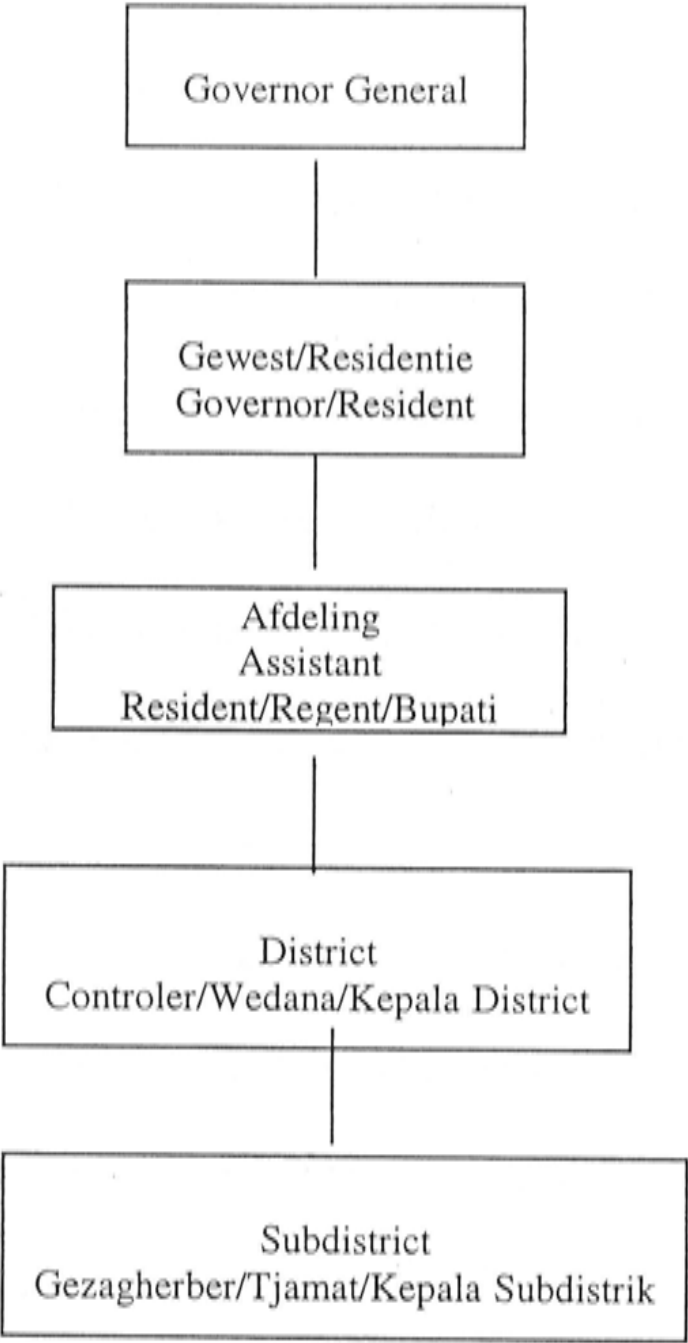 Governor General
Gewest/Residentie
Governor/Resident
Afdeling
Assistant
Resident/Regent/Bupati
District
Controler/Wedana/Kepala District
Subdistrict
Gezagherber/Tjamat/Kepala Subdistrik